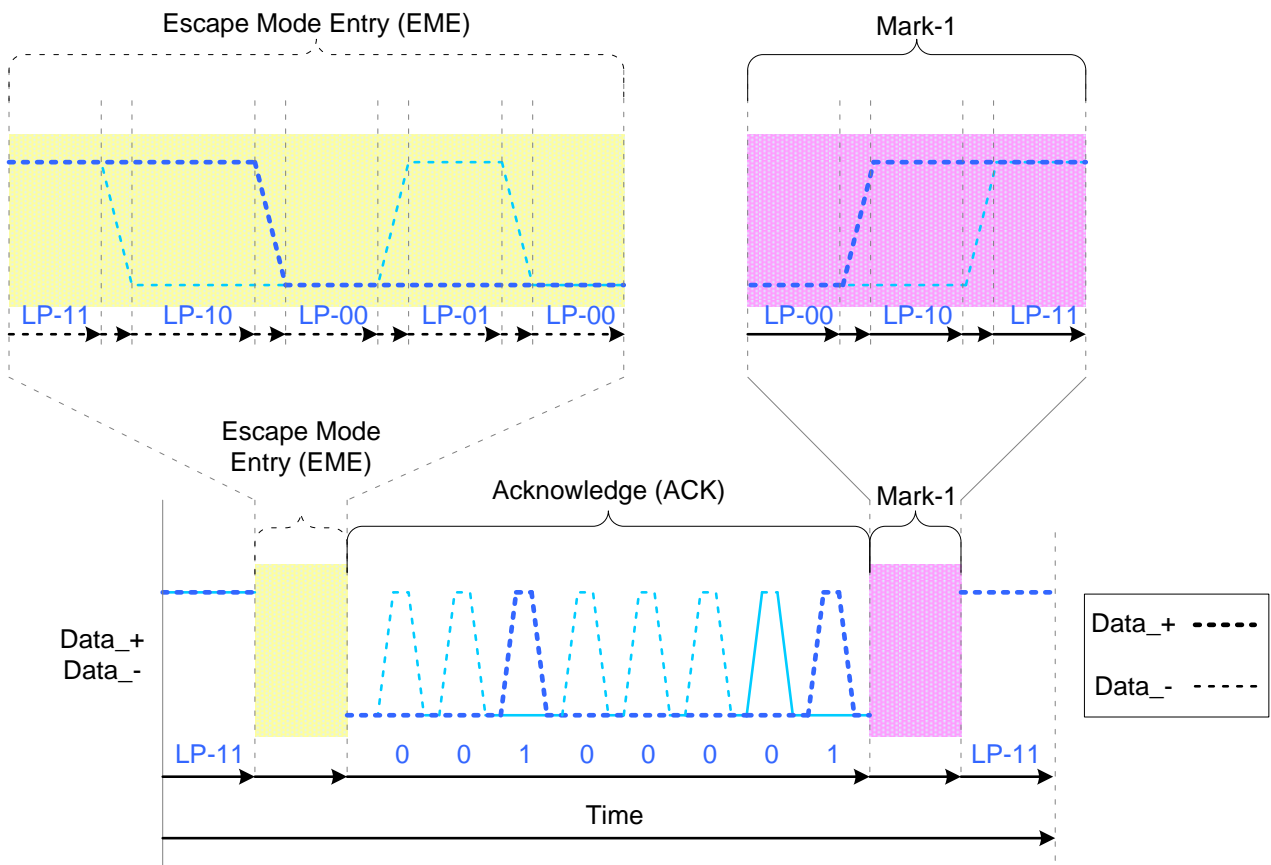 Escape Mode Entry (EME)
Mark-1
LP-11 LP-10 LP-00 LP-01 LP-00
LP-00 LP-10 LP-11
Escape Mode
Entry (EME)
Acknowledge (ACK)
Mark-1
Data_+
Data_-
Data_+
Data_-
LP-11 0 0 1 0 0 0 0 1 LP-11
Time